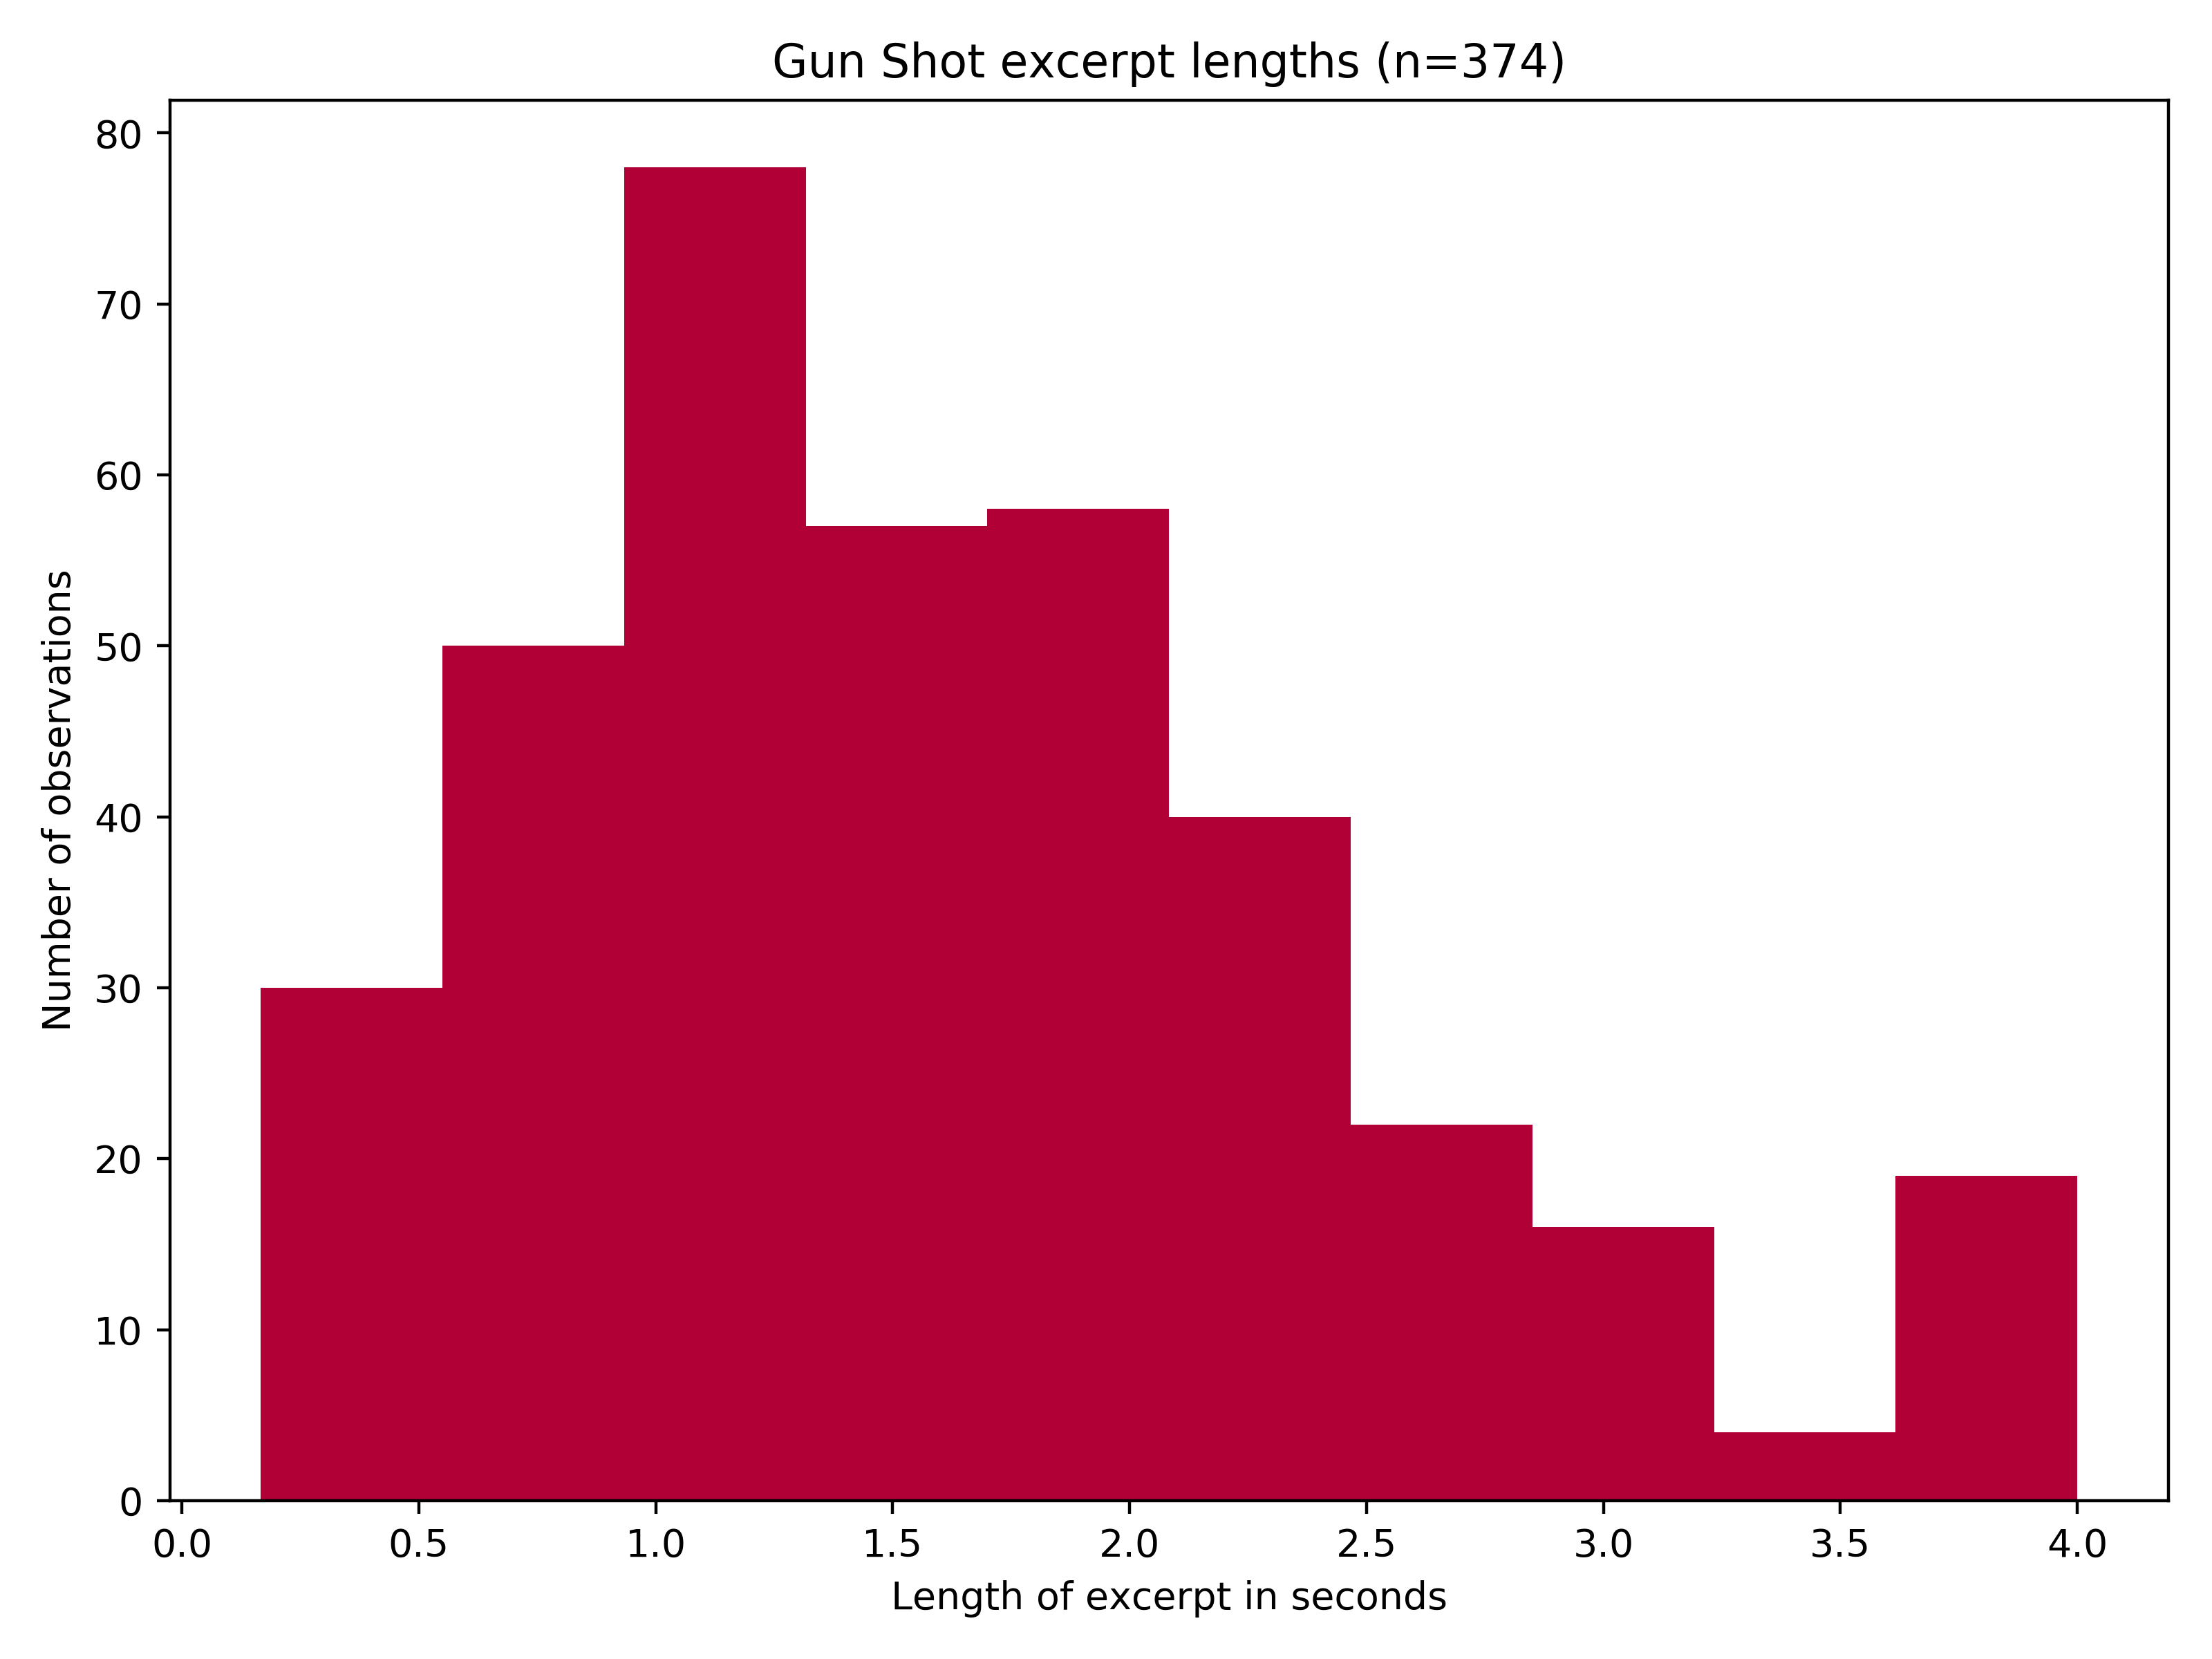 Gun Shot excerpt lengths (n=374)
80
70
60
50
40
30
20
10
0
Number of observations
0.0 0.5 1.0 1.5 2.0 2.5 3.0 3.5 4.0
Length of excerpt in seconds